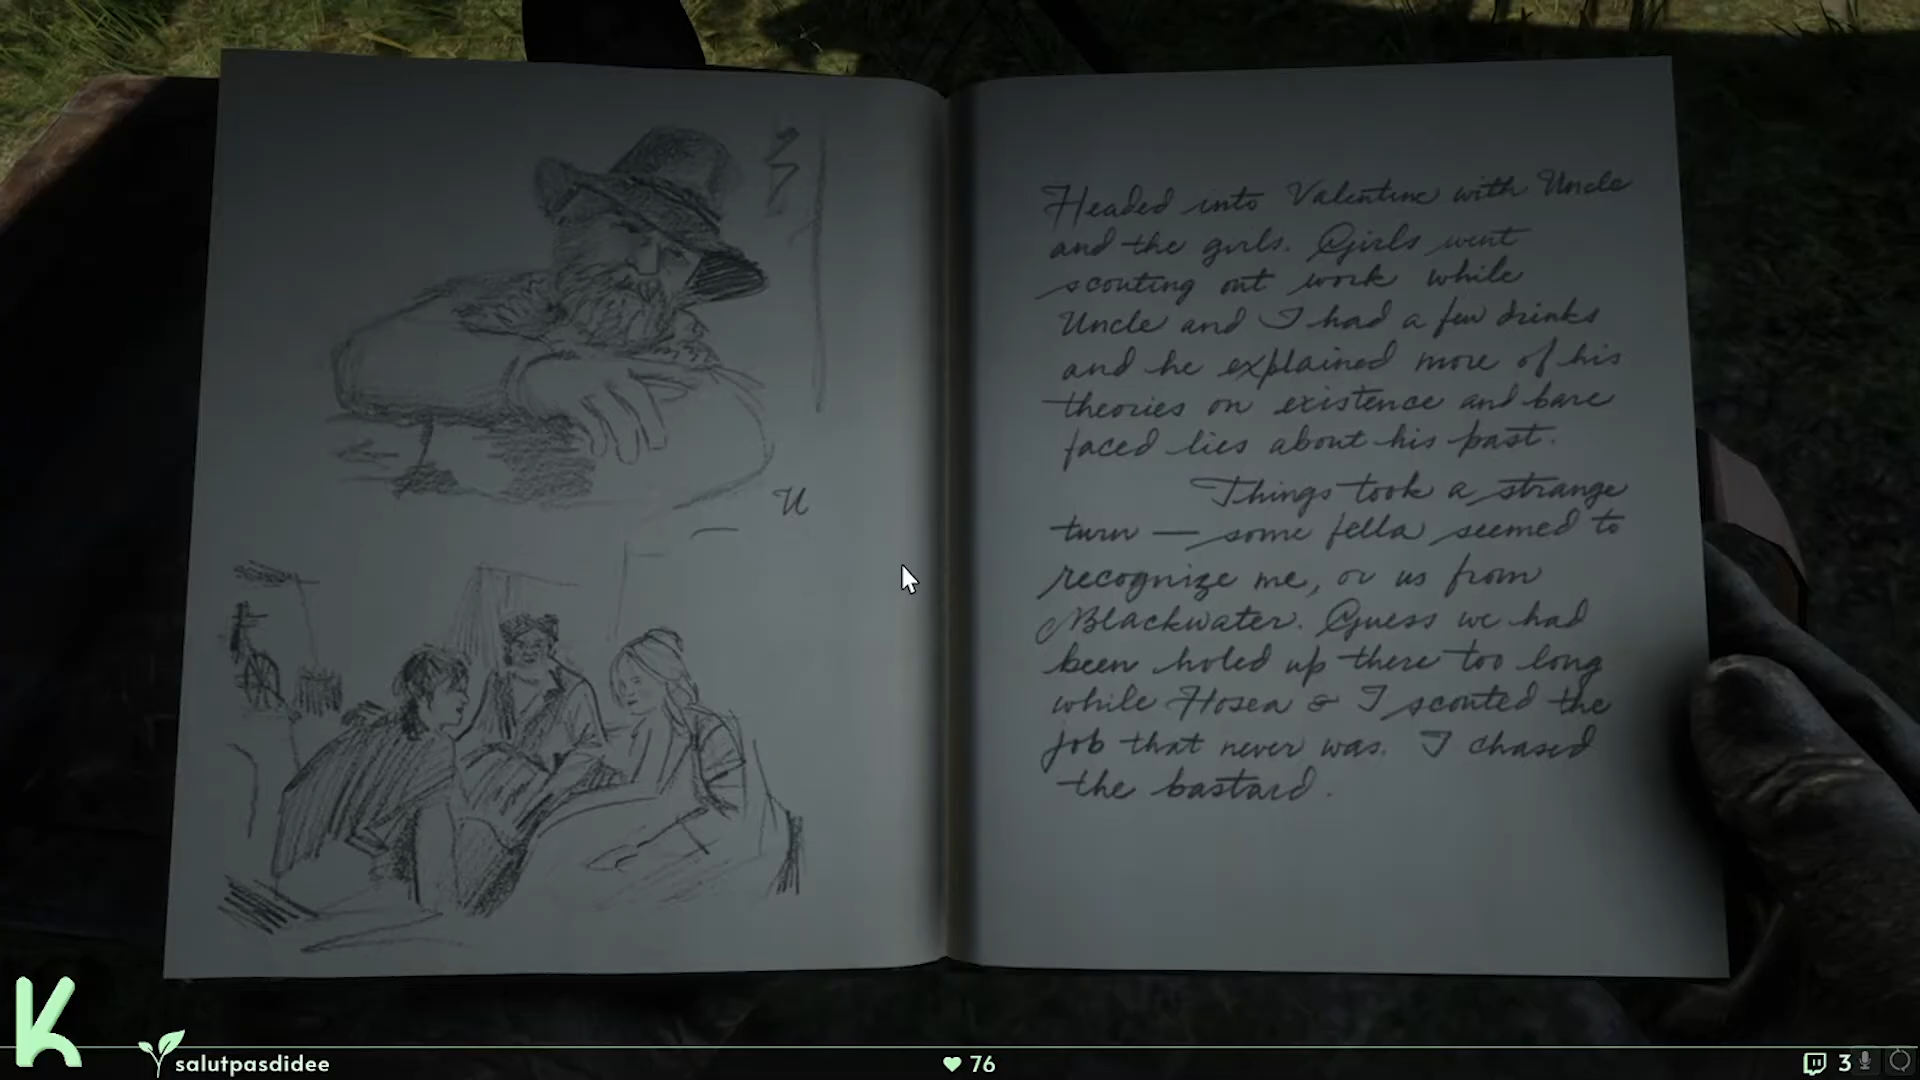 U
Headed into Valentine with Uncle
and the girls. Girls went
scouting out work while
Uncle and I had a few drinks
and he explained more of his
theories on existence and bare
faced lies about his past.
Things took a strange
turn — some fella seemed to
recognize me, or us from
Blackwater. Guess we had
been holed up there too long
while Hosea & I scouted the
job that never was. I chased
the bastard.
K
salutpasdidee
76
3